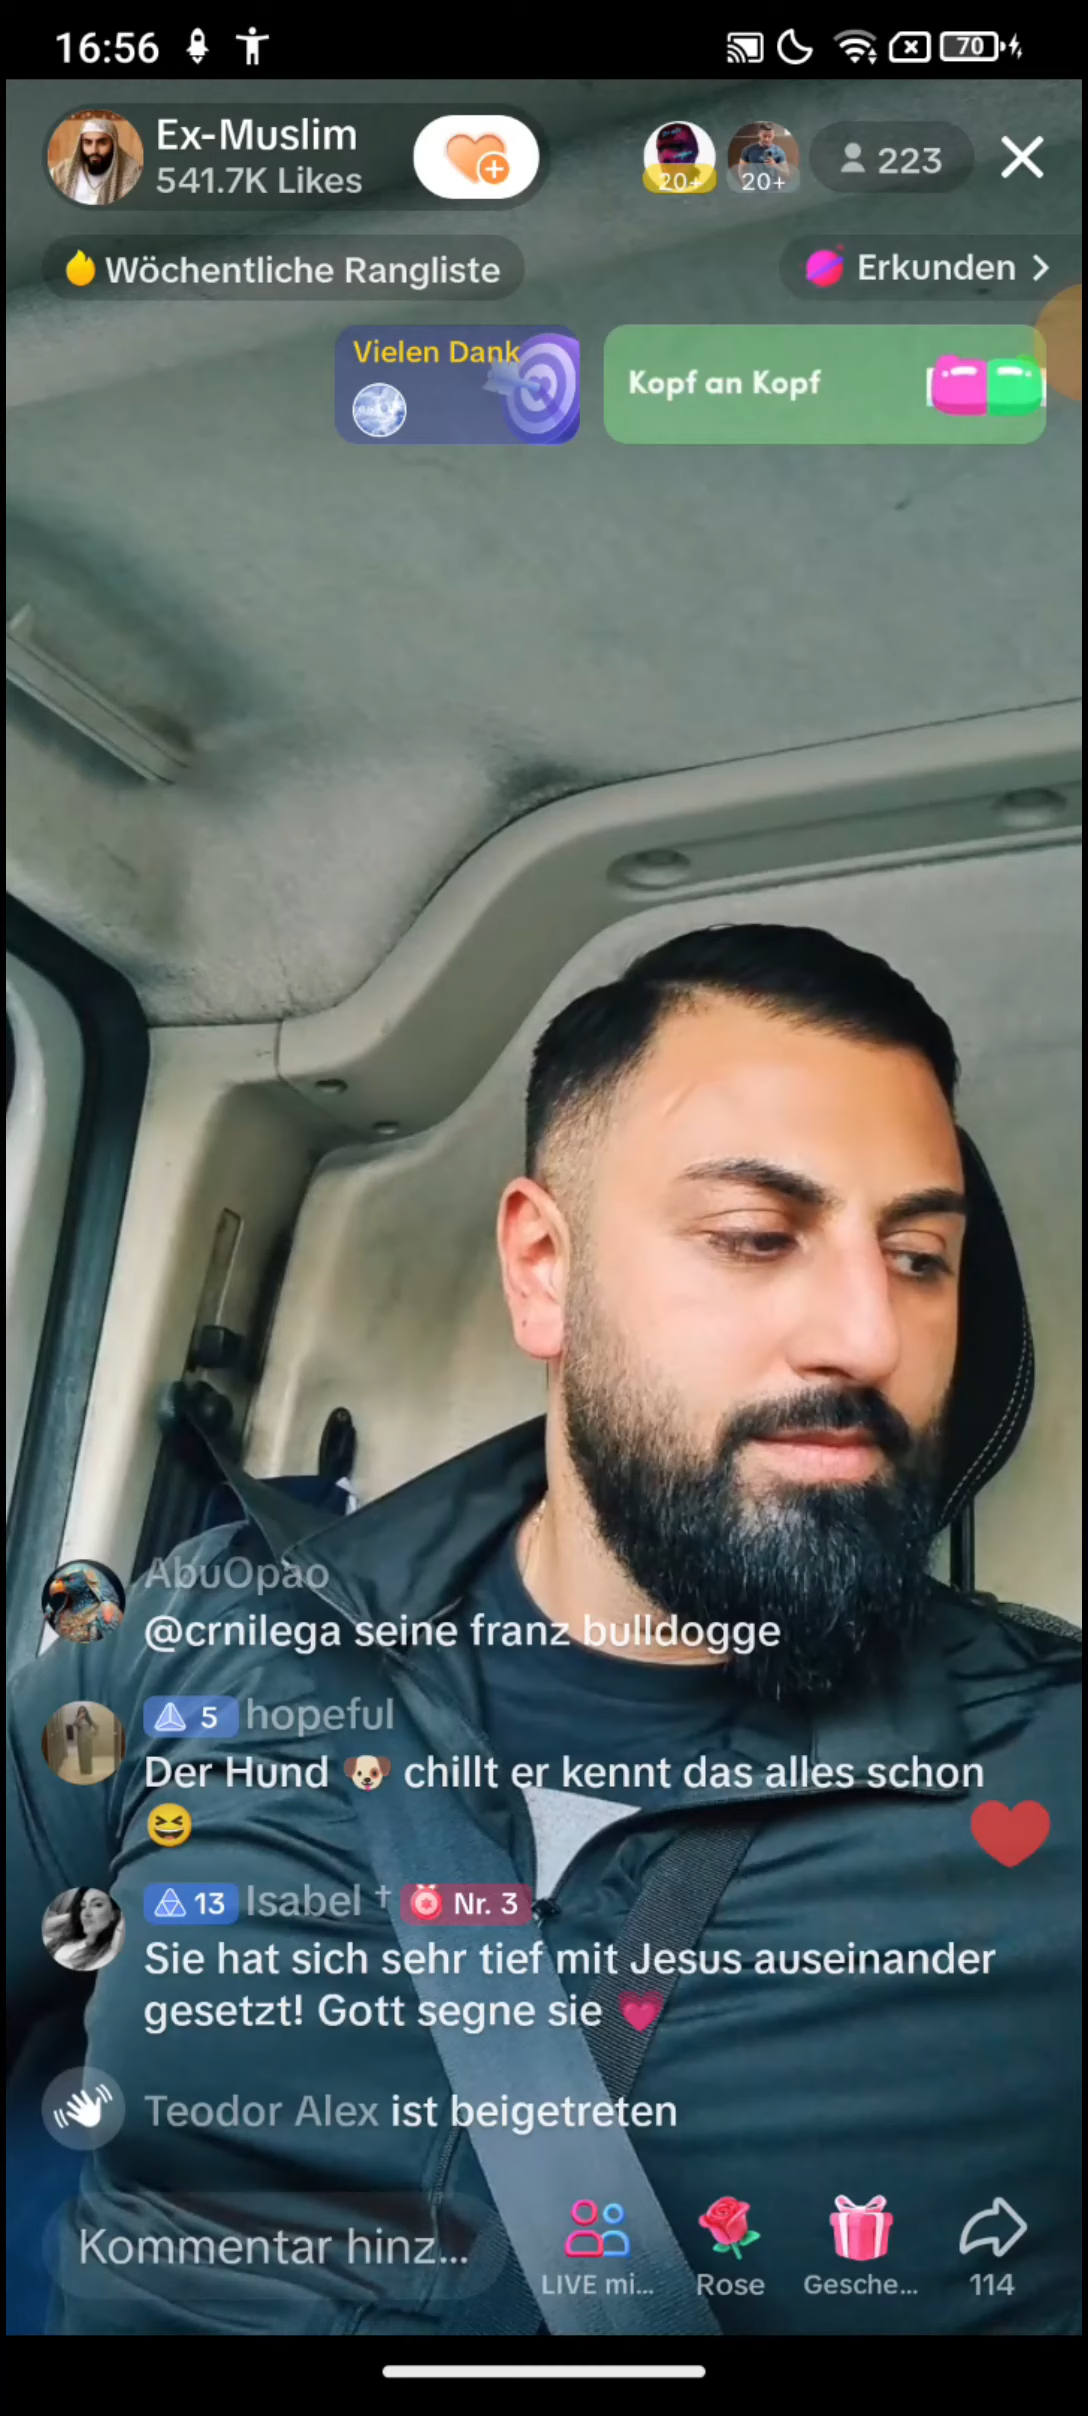 16:56
70
Ex-Muslim
541.7K Likes
20+
20+
223
Wöchentliche Rangliste
Erkunden
Vielen Dank
Kopf an Kopf
AbuOpao
@crnilega seine franz bulldogge
5 hopeful
Der Hund 🐶 chillt er kennt das alles schon
😆
13 Isabel † Nr. 3
Sie hat sich sehr tief mit Jesus auseinander
gesetzt! Gott segne sie 💗
Teodor Alex ist beigetreten
Kommentar hinz...
LIVE mi...
Rose
Gesche...
114